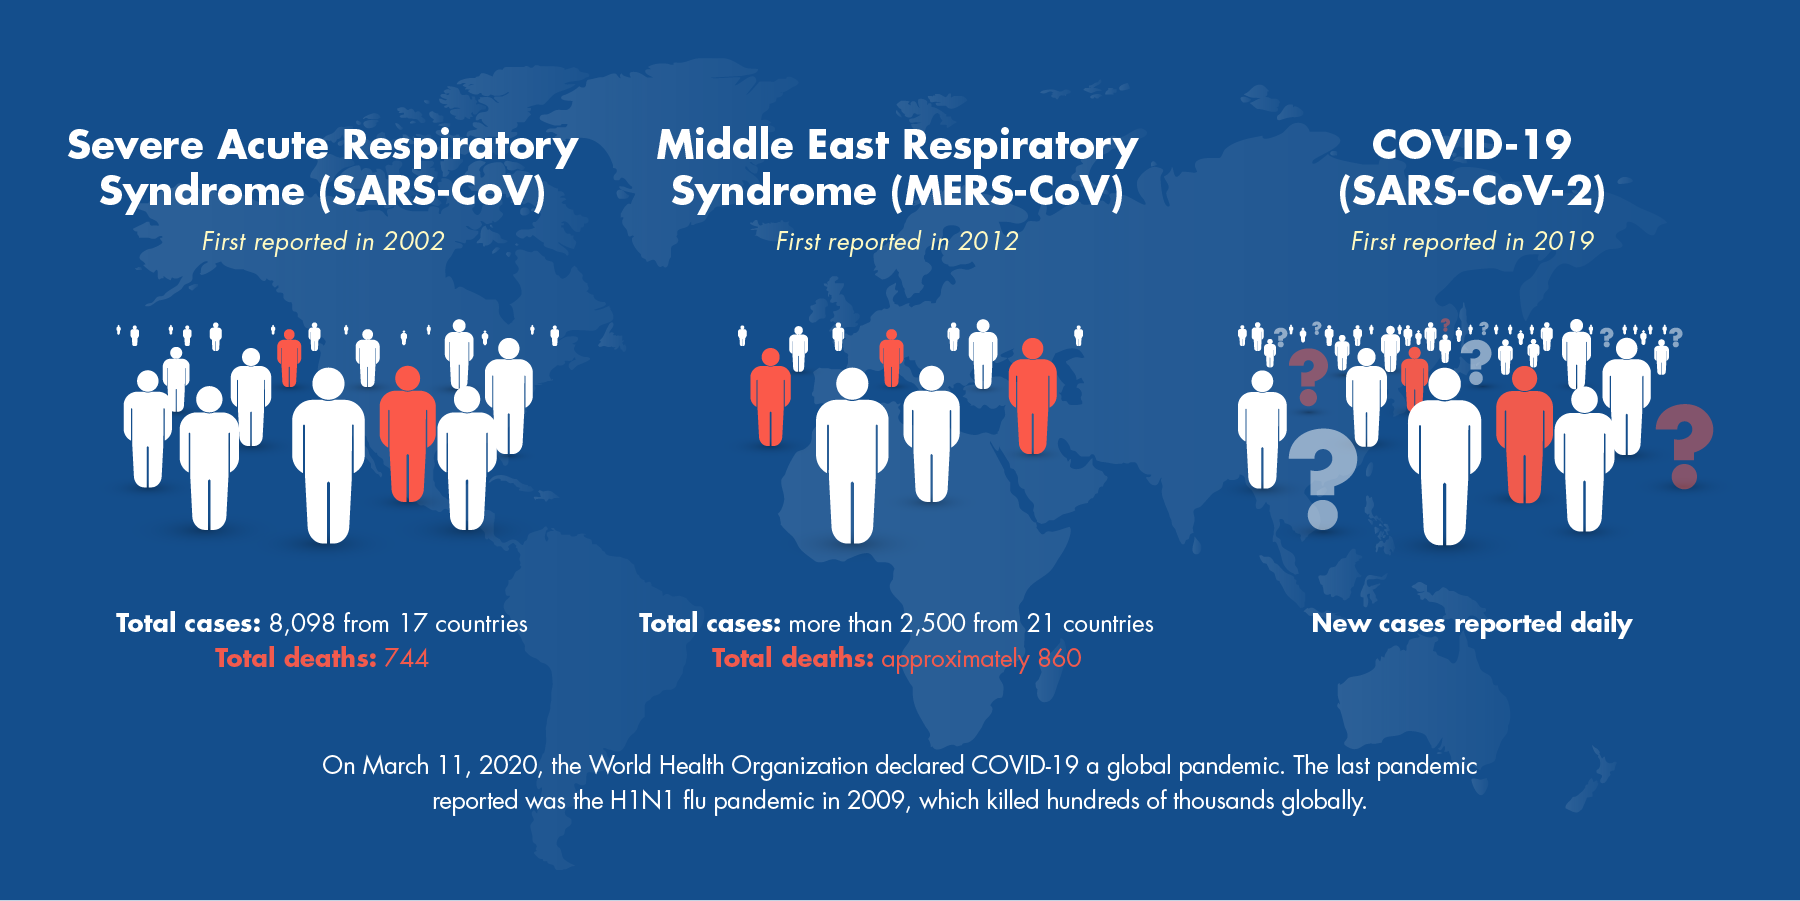 Severe Acute Respiratory
Syndrome (SARS-CoV)
First reported in 2002
Total cases: 8,098 from 17 countries
Total deaths: 744
Middle East Respiratory
Syndrome (MERS-CoV)
First reported in 2012
Total cases: more than 2,500 from 21 countries
Total deaths: approximately 860
COVID-19
(SARS-CoV-2)
First reported in 2019
? ? ? ? ? ? ? ? ?
New cases reported daily
On March 11, 2020, the World Health Organization declared COVID-19 a global pandemic. The last pandemic
reported was the H1N1 flu pandemic in 2009, which killed hundreds of thousands globally.